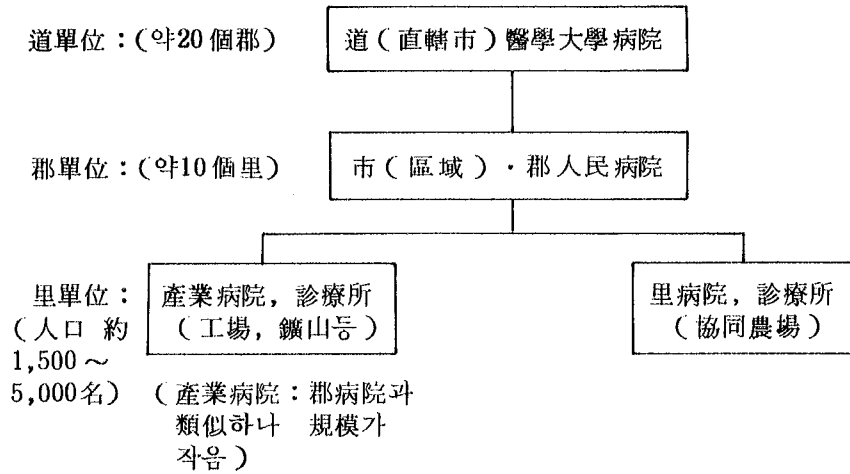 道單位 : (약20個郡) 道 ( 直轄市 ) 醫學大學病院
郡單位 : (약10個里) 市 ( 區域 ) · 郡人民病院
里單位 : 產業病院, 診療所 里病院, 診療所
( 人口 約 ( 工場, 鑛山등 ) ( 協同農場 )
1,500 ~
5,000名) ( 產業病院 : 郡病院과
類似하나 規模가
작음 )